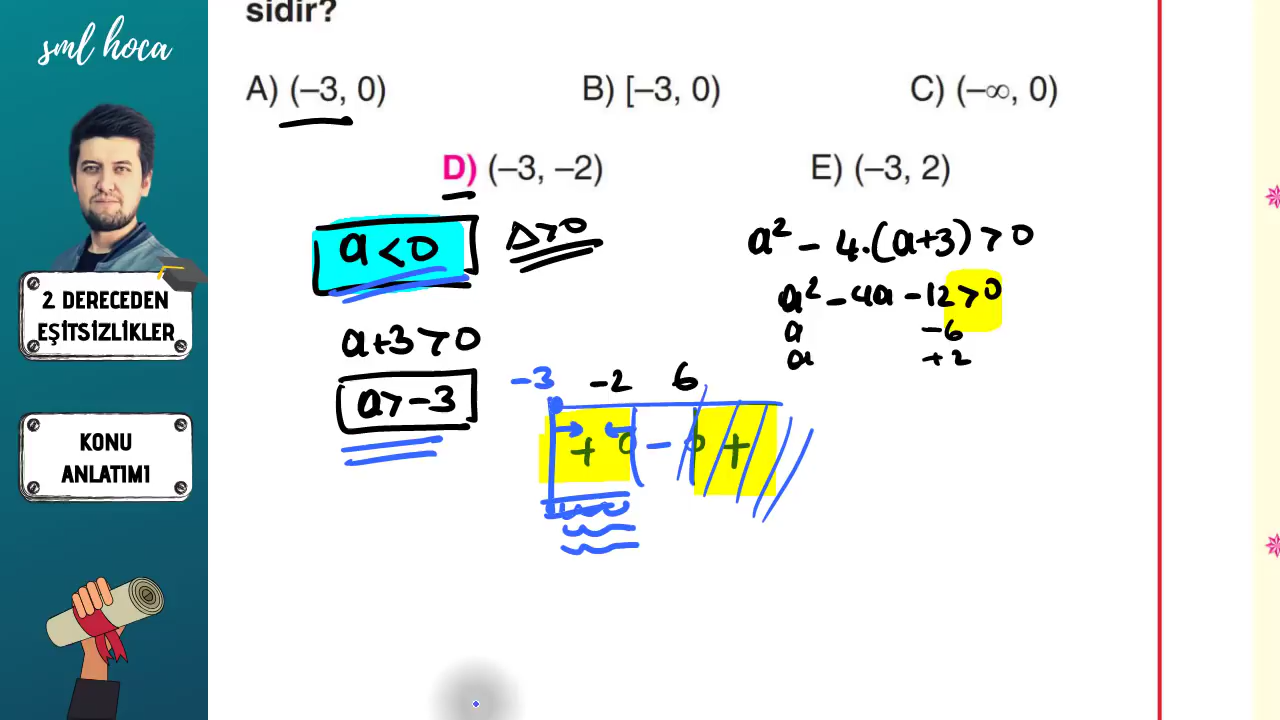 sml hoca
2. DERECEDEN
EŞİTSİZLİKLER
KONU
ANLATIMI
sidir?
A) (–3, 0) B) [–3, 0) C) (–∞, 0)
D) (–3, –2) E) (–3, 2)
a < 0 Δ > 0
a+3 > 0
a > -3
a² - 4.(a+3) > 0
a² - 4a - 12 > 0
a -6
a +2
-3 -2 6
+ 0 - 0 +